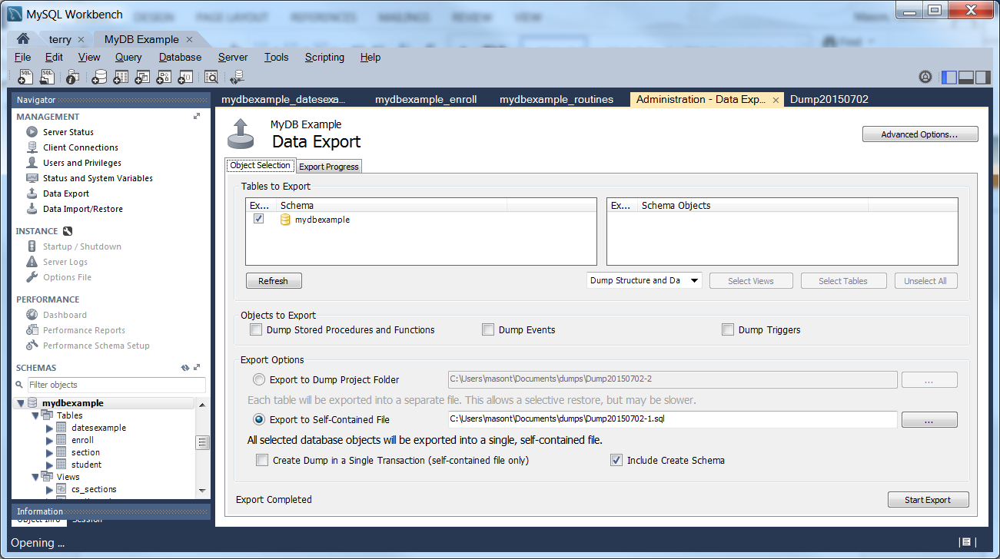 MySQL Workbench
DESIGN PAGE LAYOUT REFERENCES MAILINGS REVIEW VIEW
terry
MyDB Example
File Edit View Query Database Server Tools Scripting Help
Navigator
mydbexample_datesexa...
mydbexample_enroll
mydbexample_routines
Administration - Data Exp...
Dump20150702
MANAGEMENT
Server Status
Client Connections
Users and Privileges
Status and System Variables
Data Export
Data Import/Restore
INSTANCE
Startup / Shutdown
Server Logs
Options File
PERFORMANCE
Dashboard
Performance Reports
Performance Schema Setup
SCHEMAS
Filter objects
mydbexample
Tables
datesexample
enroll
section
student
Views
cs_sections
Information
Object Info Session
MyDB Example
Data Export
Advanced Options...
Object Selection
Export Progress
Tables to Export
Ex... Schema
mydbexample
Ex... Schema Objects
Refresh
Dump Structure and Da
Select Views
Select Tables
Unselect All
Objects to Export
Dump Stored Procedures and Functions
Dump Events
Dump Triggers
Export Options
Export to Dump Project Folder
C:\Users\masont\Documents\dumps\Dump20150702-2
...
Each table will be exported into a separate file. This allows a selective restore, but may be slower.
Export to Self-Contained File
C:\Users\masont\Documents\dumps\Dump20150702-1.sql
...
All selected database objects will be exported into a single, self-contained file.
Create Dump in a Single Transaction (self-contained file only)
Include Create Schema
Export Completed
Start Export
Opening ...